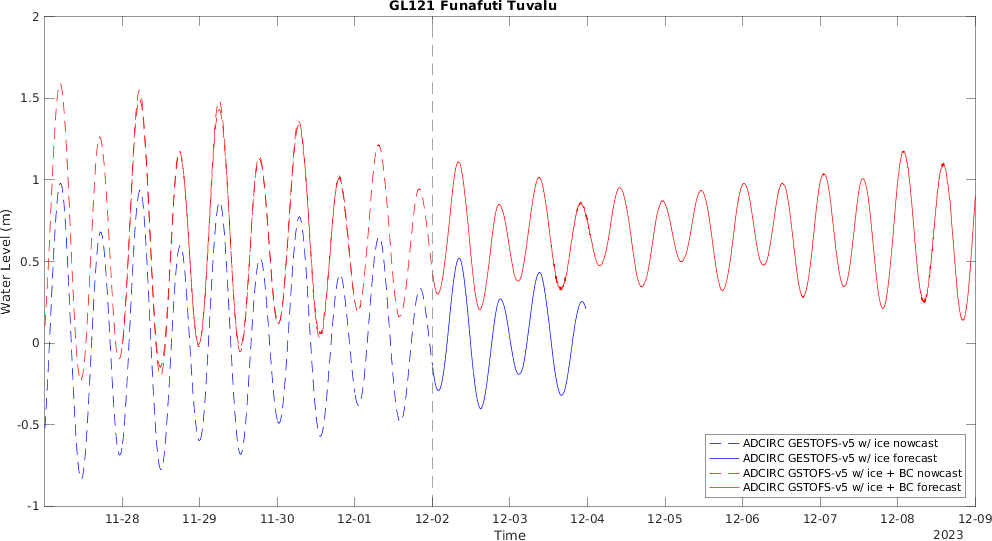 GL121 Funafuti Tuvalu
2
1.5
1
0.5
0
-0.5
-1
Water Level (m)
11-28 11-29 11-30 12-01 12-02 12-03 12-04 12-05 12-06 12-07 12-08 12-09
Time
2023
ADCIRC GESTOFS-v5 w/ ice nowcast
ADCIRC GESTOFS-v5 w/ ice forecast
ADCIRC GSTOFS-v5 w/ ice + BC nowcast
ADCIRC GSTOFS-v5 w/ ice + BC forecast